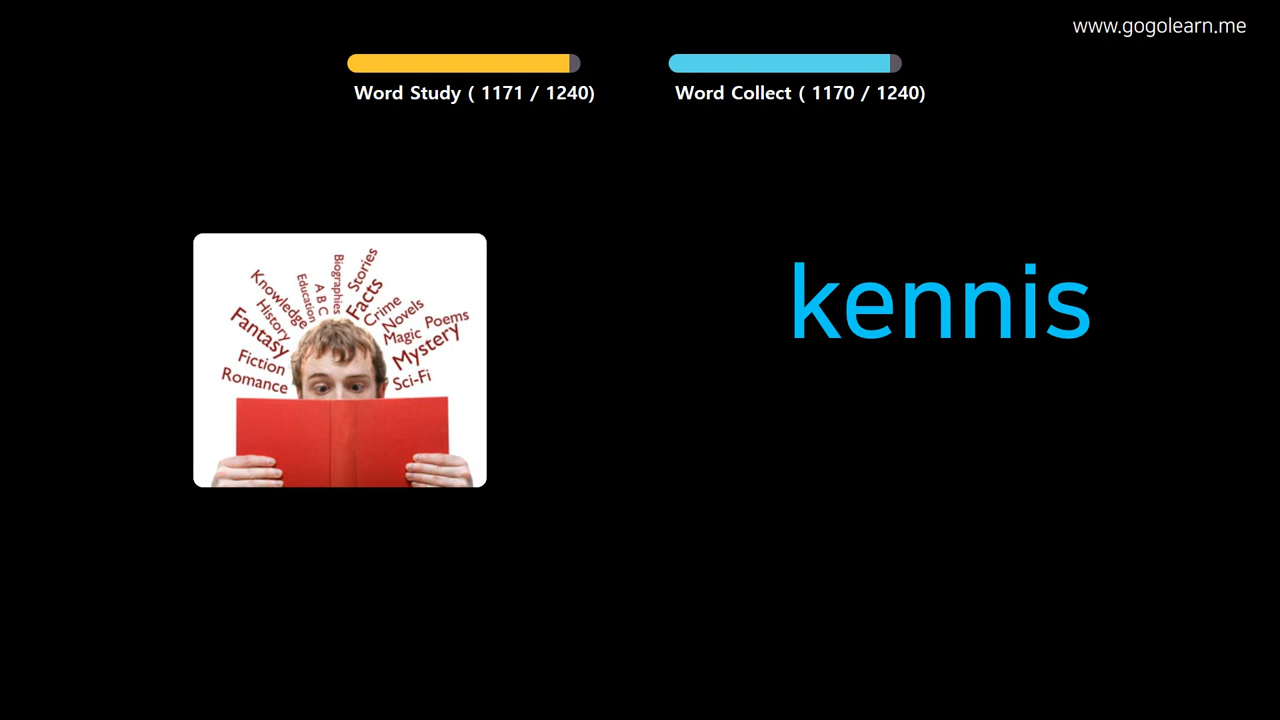 www.gogolearn.me
Word Study ( 1171 / 1240)
Word Collect ( 1170 / 1240)
kennis
Stories
Biographies
Facts
Knowledge
Education
A B C
Crime
History
Novels
Poems
Fantasy
Magic
Mystery
Fiction
Romance
Sci-Fi